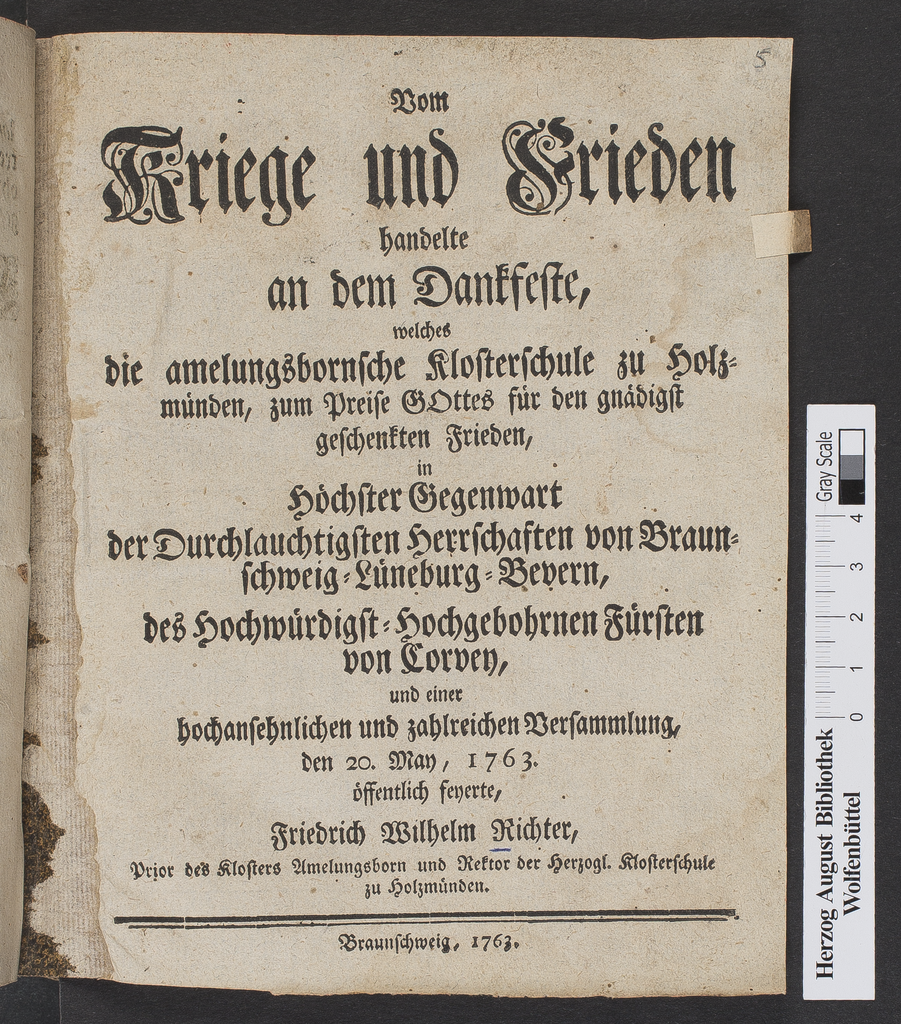 5
Vom
Kriege und Frieden
handelte
an dem Dankfeste,
welches
die amelungsbornsche Klosterschule zu Holz-
münden, zum Preise GOttes für den gnädigst
geschenkten Frieden,
in
Höchster Gegenwart
der Durchlauchtigsten Herrschaften von Braun-
schweig-Lüneburg-Bevern,
des Hochwürdigst-Hochgebohrnen Fürsten
von Corvey,
und einer
hochansehnlichen und zahlreichen Versammlung,
den 20. May, 1763.
öffentlich feyerte,
Friedrich Wilhelm Richter,
Prior des Klosters Amelungsborn und Rektor der Herzogl. Klosterschule
zu Holzmünden.
Braunschweig, 1763.
Herzog August Bibliothek
Wolfenbüttel
0 1 2 3 4
Gray Scale